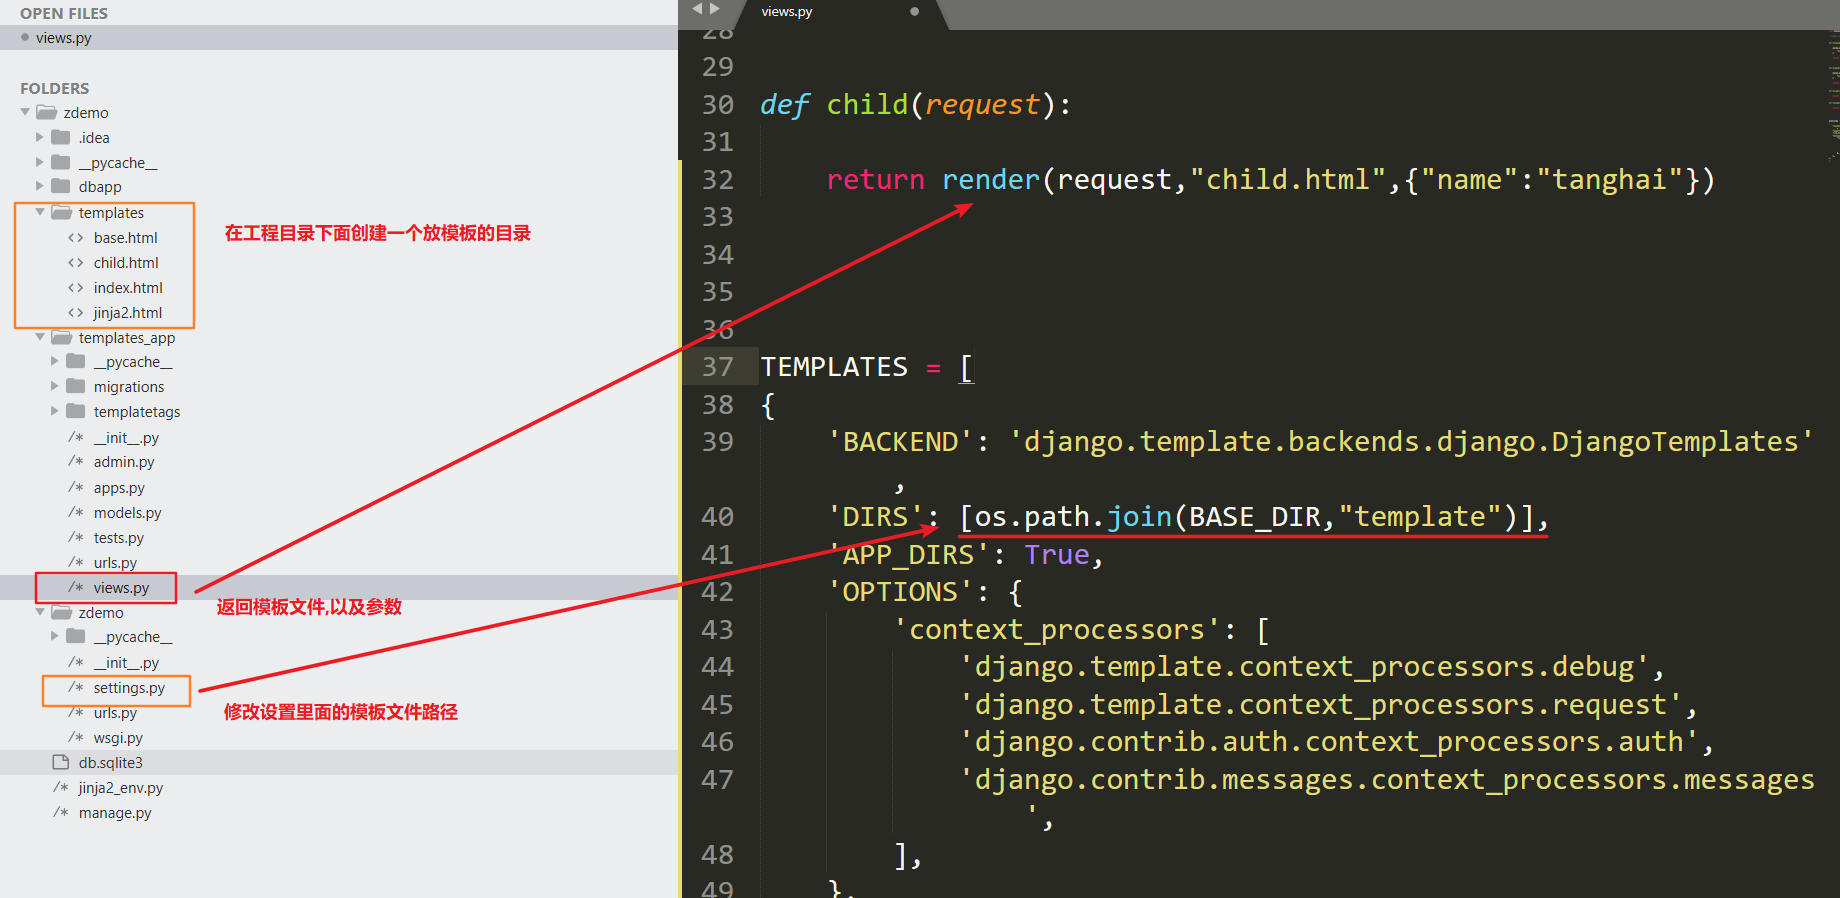 OPEN FILES
views.py
FOLDERS
zdemo
.idea
__pycache__
dbapp
templates
base.html
child.html
index.html
jinja2.html
templates_app
__pycache__
migrations
templatetags
/* __init__.py
/* admin.py
/* apps.py
/* models.py
/* tests.py
/* urls.py
/* views.py
zdemo
__pycache__
/* __init__.py
/* settings.py
/* urls.py
/* wsgi.py
db.sqlite3
/* jinja2_env.py
/* manage.py
在工程目录下面创建一个放模板的目录
返回模板文件,以及参数
修改设置里面的模板文件路径
views.py
28
29
30 def child(request):
31
32 return render(request,"child.html",{"name":"tanghai"})
33
34
35
36
37 TEMPLATES = [
38 {
39 'BACKEND': 'django.template.backends.django.DjangoTemplates'
,
40 'DIRS': [os.path.join(BASE_DIR,"template")],
41 'APP_DIRS': True,
42 'OPTIONS': {
43 'context_processors': [
44 'django.template.context_processors.debug',
45 'django.template.context_processors.request',
46 'django.contrib.auth.context_processors.auth',
47 'django.contrib.messages.context_processors.messages
',
48 ],
49 },